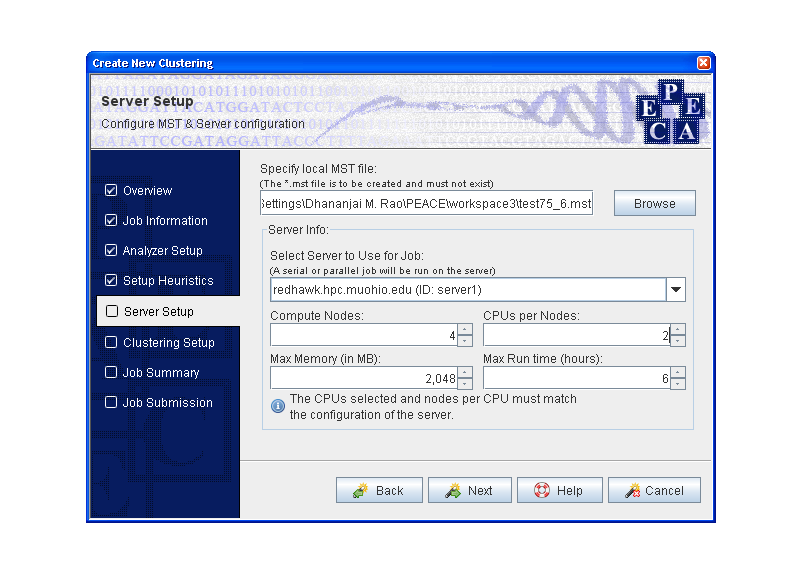 Create New Clustering
Server Setup
Configure MST & Server configuration
P
E E
C A
Overview
Job Information
Analyzer Setup
Setup Heuristics
Server Setup
Clustering Setup
Job Summary
Job Submission
Specify local MST file:
(The *.mst file is to be created and must not exist)
ettings\Dhananjai M. Rao\PEACE\workspace3\test75_6.mst
Browse
Server Info:
Select Server to Use for Job:
(A serial or parallel job will be run on the server)
redhawk.hpc.muohio.edu (ID: server1)
Compute Nodes:
CPUs per Nodes:
4
2
Max Memory (in MB):
Max Run time (hours):
2,048
6
The CPUs selected and nodes per CPU must match
the configuration of the server.
Back
Next
Help
Cancel